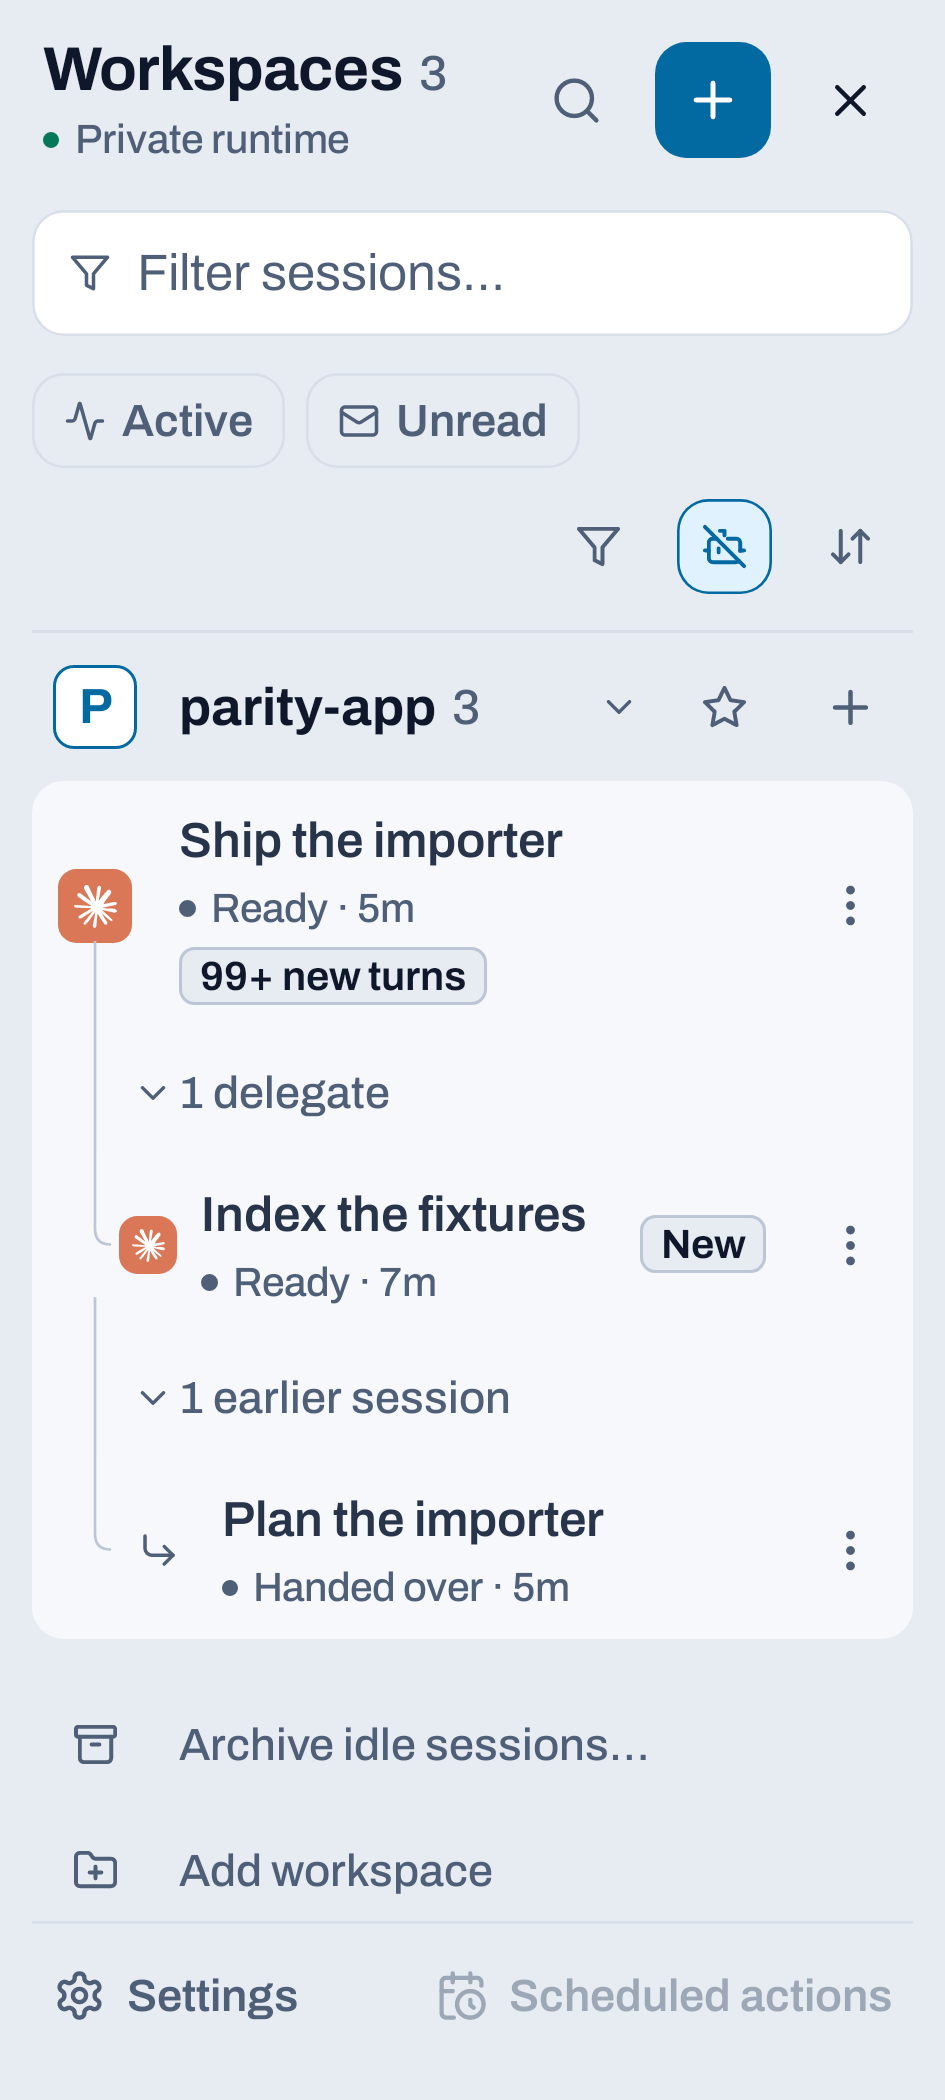 Workspaces 3
Private runtime
Filter sessions...
Active
Unread
P
parity-app 3
Ship the importer
Ready · 5m
99+ new turns
1 delegate
Index the fixtures
Ready · 7m
New
1 earlier session
Plan the importer
Handed over · 5m
Archive idle sessions...
Add workspace
Settings
Scheduled actions